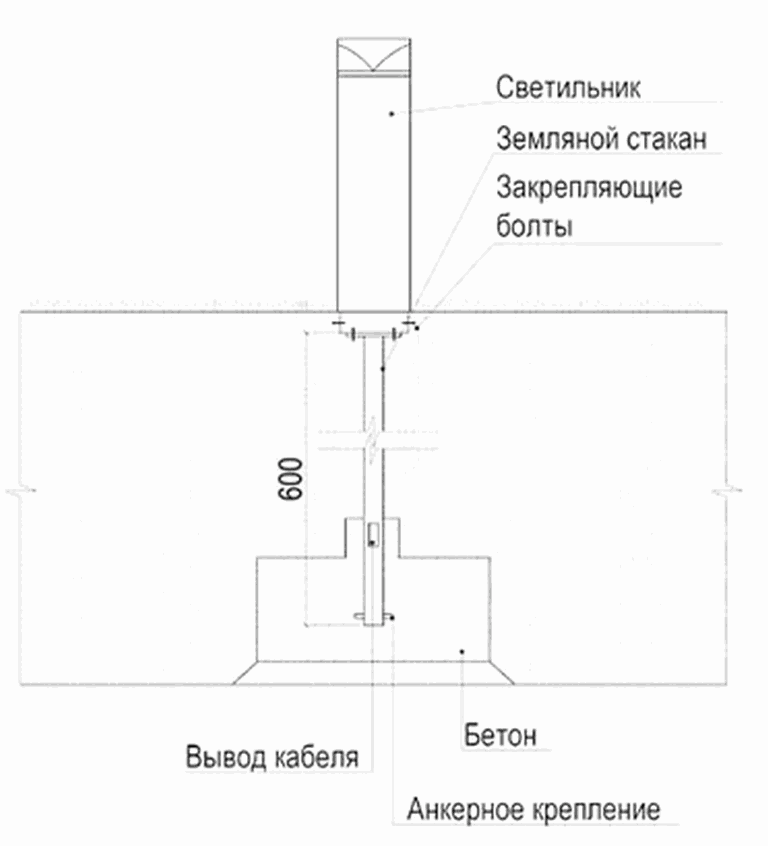 Светильник
Земляной стакан
Закрепляющие
болты
600
Бетон
Вывод кабеля
Анкерное крепление